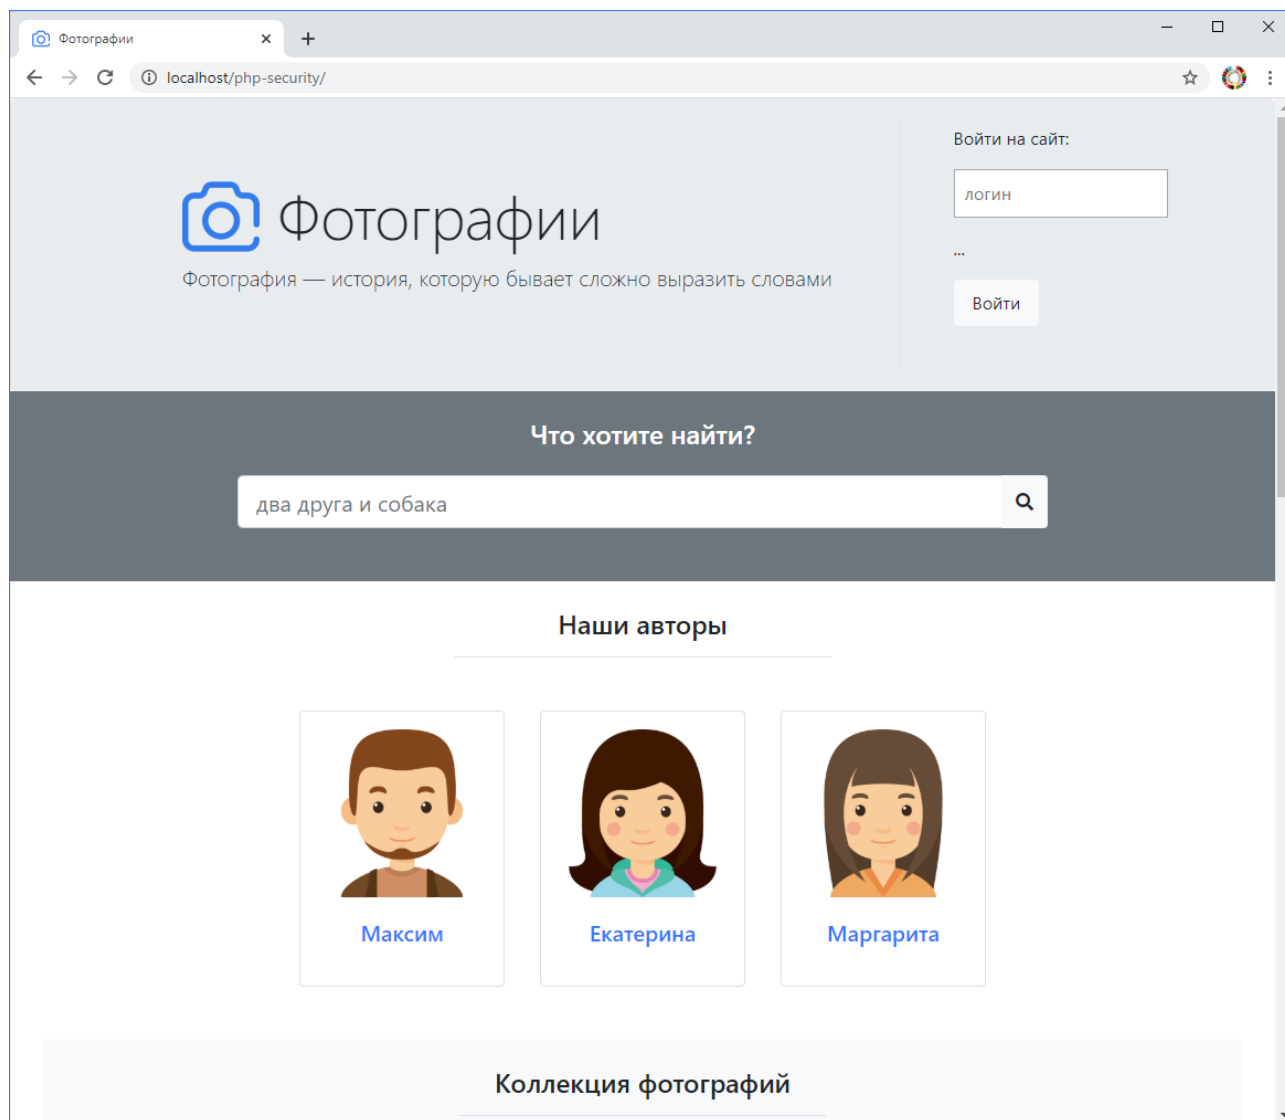 Фотографии
localhost/php-security/
Войти на сайт:
логин
...
Войти
Фотографии
Фотография — история, которую бывает сложно выразить словами
Что хотите найти?
два друга и собака
Наши авторы
Максим
Екатерина
Маргарита
Коллекция фотографий